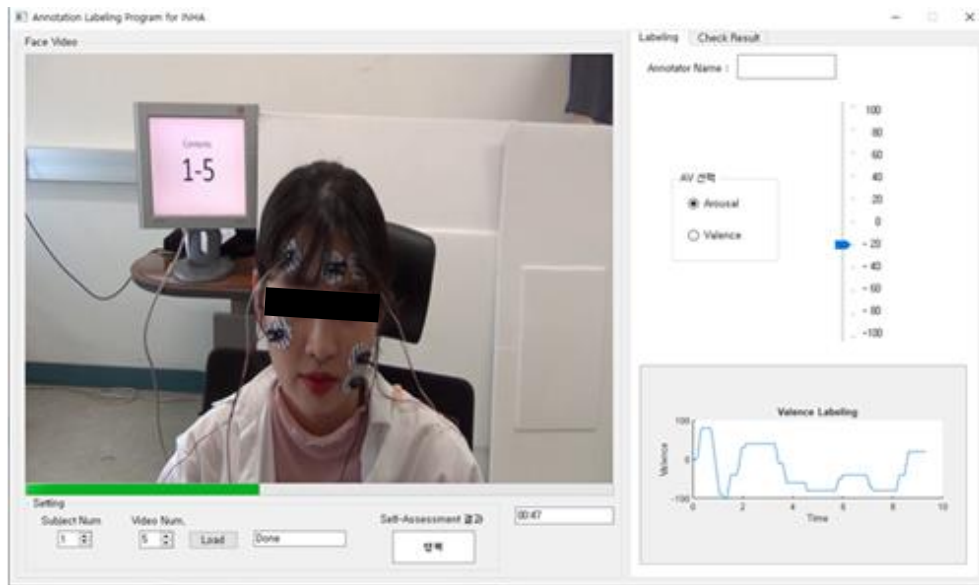 Annotation Labeling Program for INHA
Face Video
Contents
1-5
Setting
Subject Num
1
Video Num.
5
Load
Done
Self-Assessment 결과
입력
00:47
Labeling
Check Result
Annotator Name :
AV 선택
Arousal
Valence
100
80
60
40
20
0
- 20
- 40
- 60
- 80
-100
Valence Labeling
Valence
100
0
-100
0
2
4
6
8
10
Time